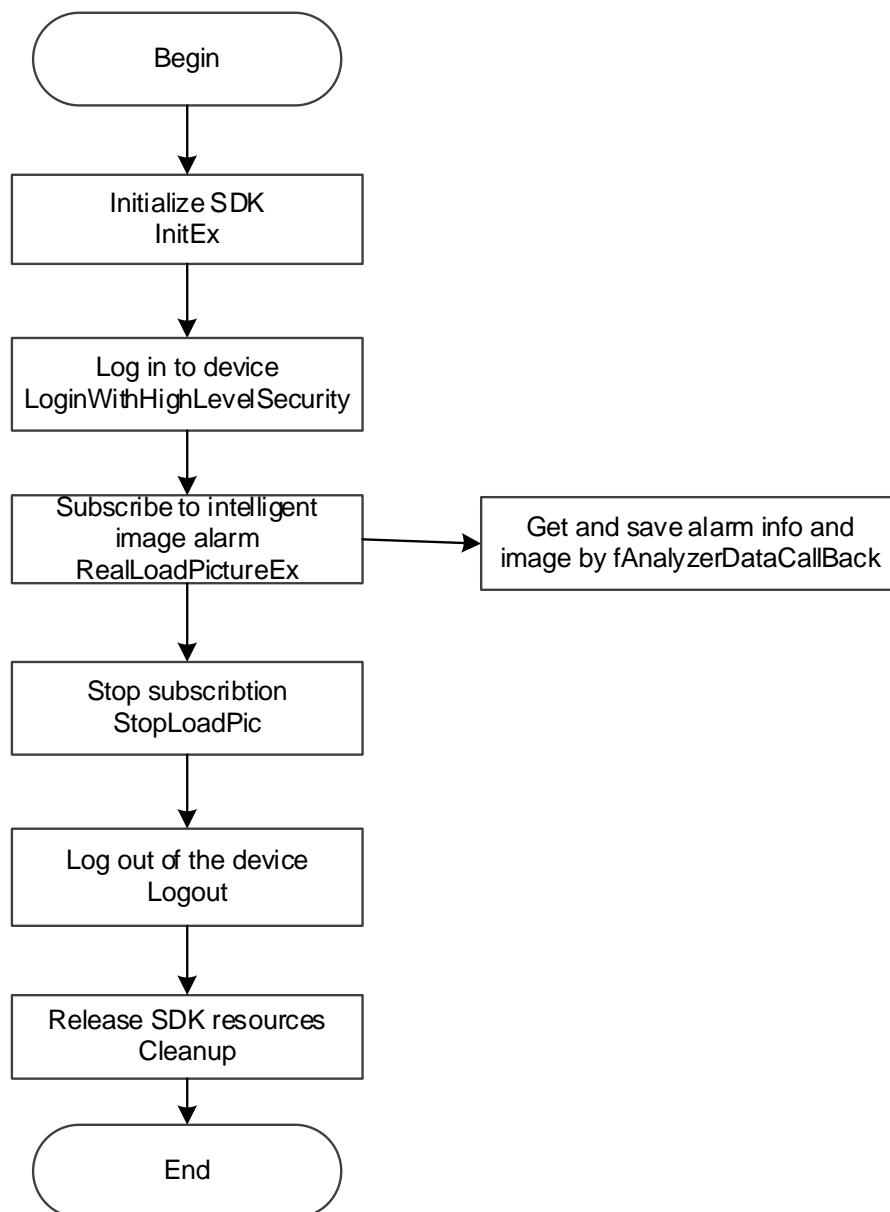 Begin
Initialize SDK
InitEx
Log in to device
LoginWithHighLevelSecurity
Subscribe to intelligent
image alarm
RealLoadPictureEx
Get and save alarm info and
image by fAnalyzerDataCallBack
Stop subscribtion
StopLoadPic
Log out of the device
Logout
Release SDK resources
Cleanup
End